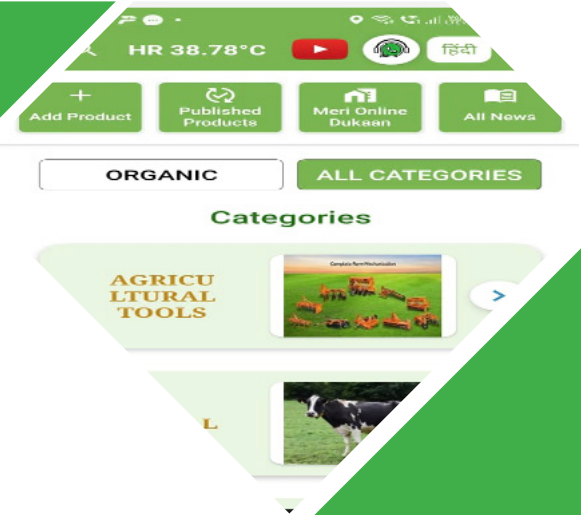 HR 38.78°C
हिंदी
Add Product
Published
Products
Meri Online
Dukaan
All News
ORGANIC
ALL CATEGORIES
Categories
AGRICU
LTURAL
TOOLS
Complete Farm Mechanisation
L